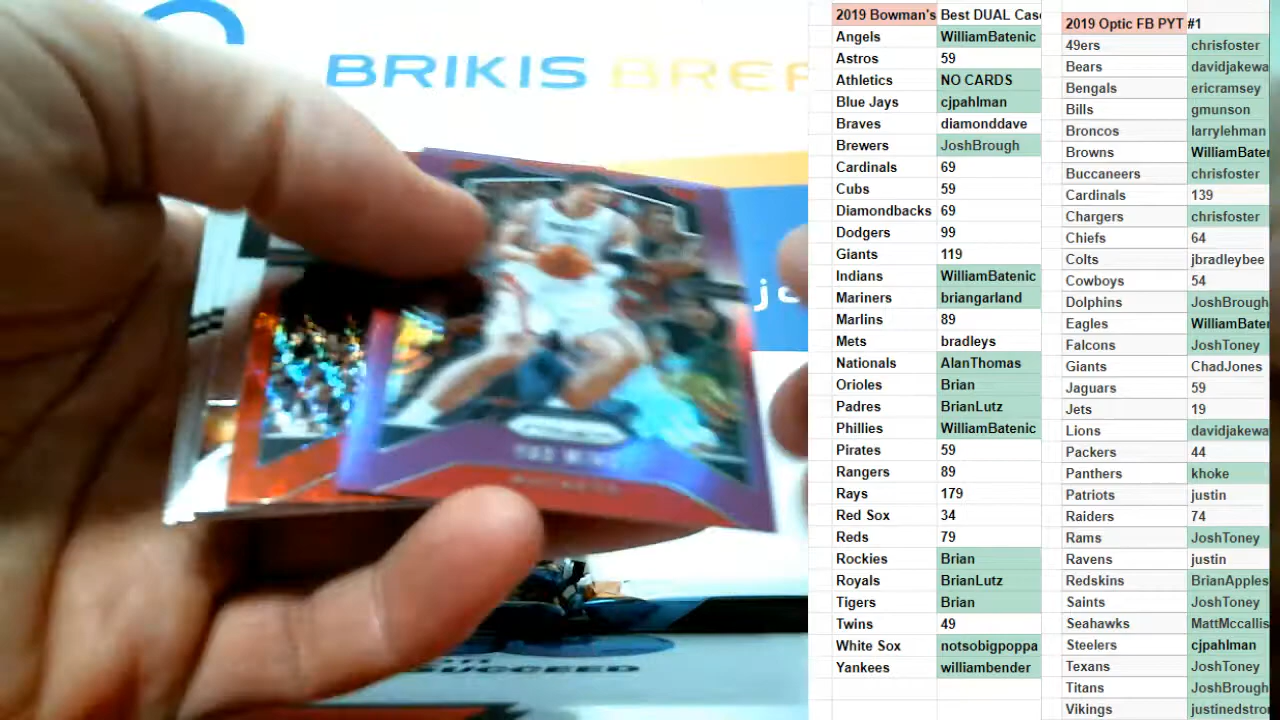 BRIKIS BREA
YAO MING
SUCCEED
2019 Bowman's Best DUAL Case
Angels WilliamBatenic
Astros 59
Athletics NO CARDS
Blue Jays cjpahlman
Braves diamonddave
Brewers JoshBrough
Cardinals 69
Cubs 59
Diamondbacks 69
Dodgers 99
Giants 119
Indians WilliamBatenic
Mariners briangarland
Marlins 89
Mets bradleys
Nationals AlanThomas
Orioles Brian
Padres BrianLutz
Phillies WilliamBatenic
Pirates 59
Rangers 89
Rays 179
Red Sox 34
Reds 79
Rockies Brian
Royals BrianLutz
Tigers Brian
Twins 49
White Sox notsobigpoppa
Yankees williambender
2019 Optic FB PYT #1
49ers chrisfoster
Bears davidjakewa
Bengals ericramsey
Bills gmunson
Broncos larrylehman
Browns WilliamBaten
Buccaneers chrisfoster
Cardinals 139
Chargers chrisfoster
Chiefs 64
Colts jbradleybee
Cowboys 54
Dolphins JoshBrough
Eagles WilliamBaten
Falcons JoshToney
Giants ChadJones
Jaguars 59
Jets 19
Lions davidjakewa
Packers 44
Panthers khoke
Patriots justin
Raiders 74
Rams JoshToney
Ravens justin
Redskins BrianApples
Saints JoshToney
Seahawks MattMccallis
Steelers cjpahlman
Texans JoshToney
Titans JoshBrough
Vikings justinedstro